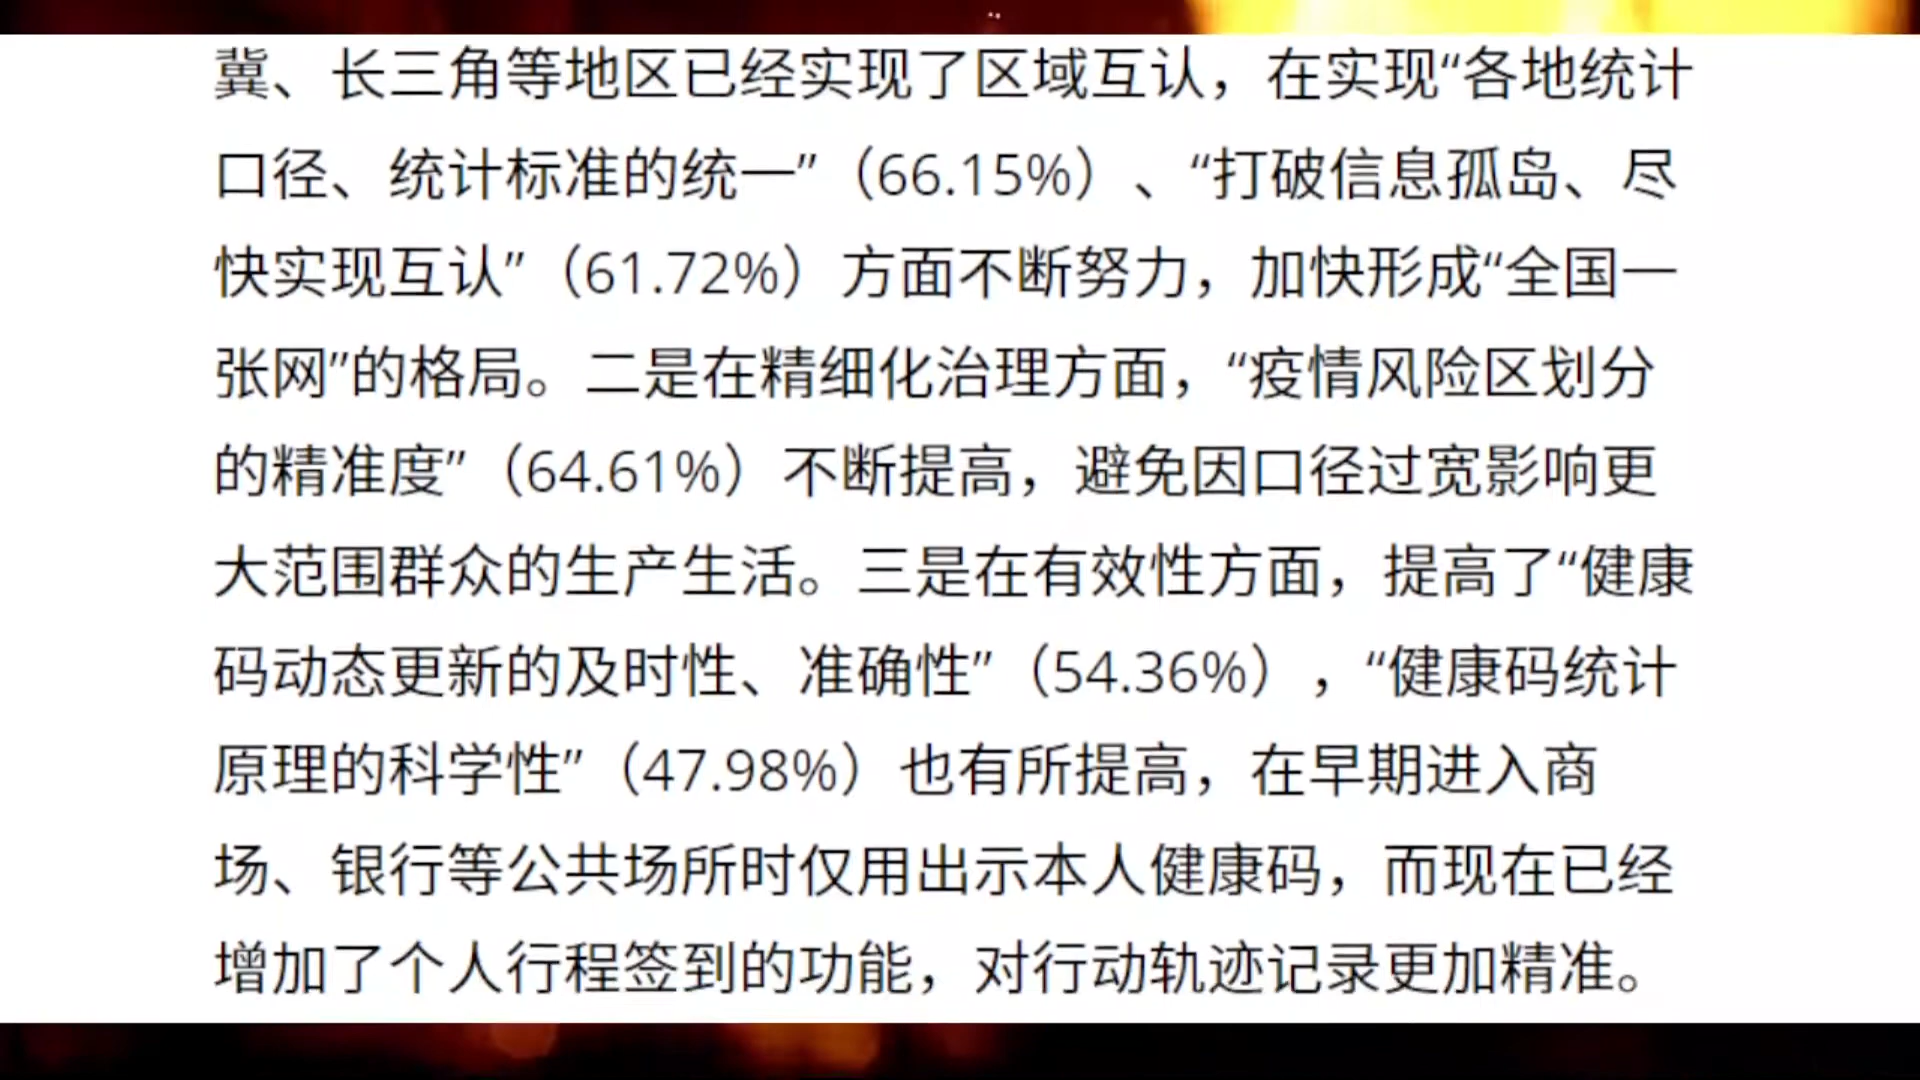 冀、长三角等地区已经实现了区域互认，在实现“各地统计
口径、统计标准的统一”（66.15%）、“打破信息孤岛、尽
快实现互认”（61.72%）方面不断努力，加快形成“全国一
张网”的格局。二是在精细化治理方面，“疫情风险区划分
的精准度”（64.61%）不断提高，避免因口径过宽影响更
大范围群众的生产生活。三是在有效性方面，提高了“健康
码动态更新的及时性、准确性”（54.36%），“健康码统计
原理的科学性”（47.98%）也有所提高，在早期进入商
场、银行等公共场所时仅用出示本人健康码，而现在已经
增加了个人行程签到的功能，对行动轨迹记录更加精准。